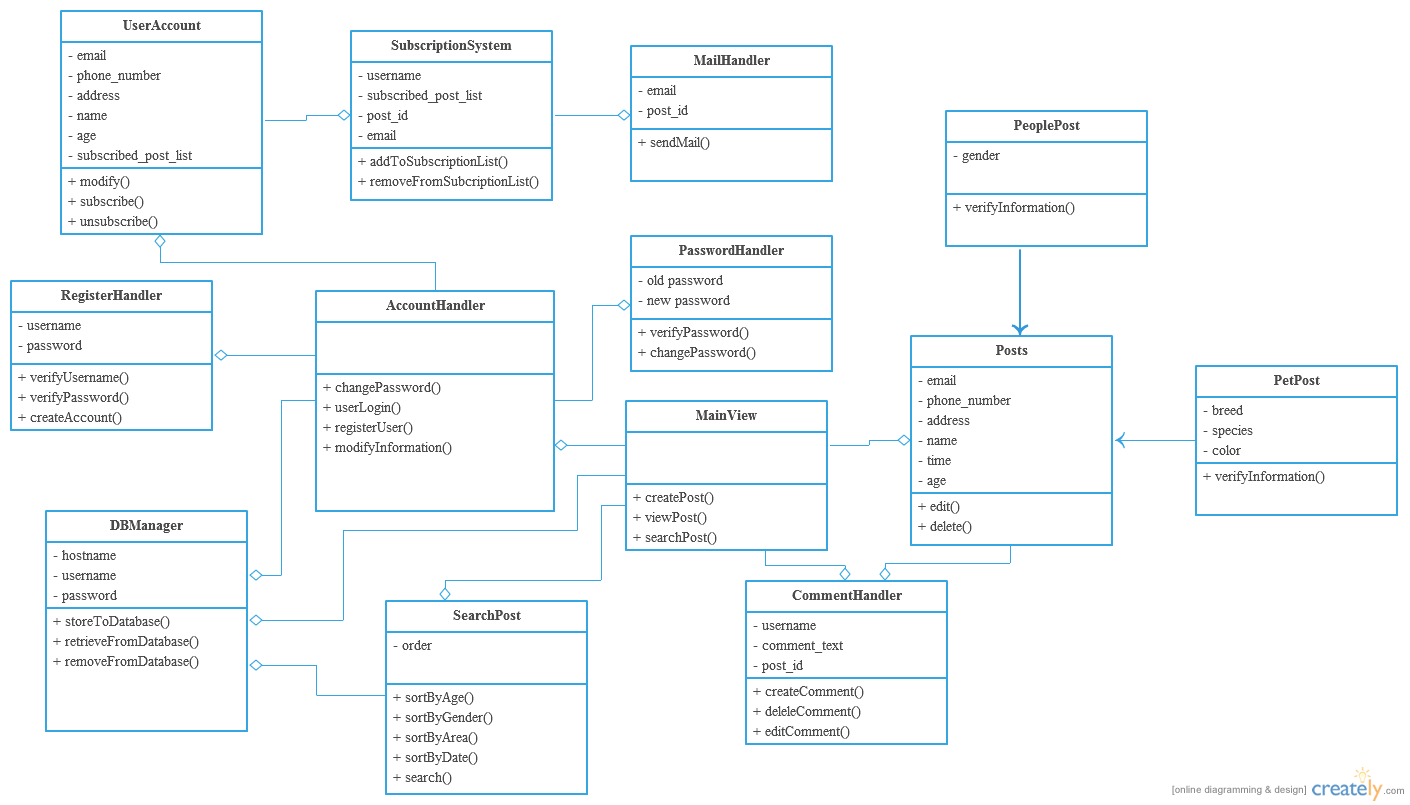 UserAccount
- email
- phone_number
- address
- name
- age
- subscribed_post_list
+ modify()
+ subscribe()
+ unsubscribe()
SubscriptionSystem
- username
- subscribed_post_list
- post_id
- email
+ addToSubscriptionList()
+ removeFromSubcriptionList()
MailHandler
- email
- post_id
+ sendMail()
PeoplePost
- gender
+ verifyInformation()
RegisterHandler
- username
- password
+ verifyUsername()
+ verifyPassword()
+ createAccount()
AccountHandler
+ changePassword()
+ userLogin()
+ registerUser()
+ modifyInformation()
PasswordHandler
- old password
- new password
+ verifyPassword()
+ changePassword()
MainView
+ createPost()
+ viewPost()
+ searchPost()
Posts
- email
- phone_number
- address
- name
- time
- age
+ edit()
+ delete()
PetPost
- breed
- species
- color
+ verifyInformation()
DBManager
- hostname
- username
- password
+ storeToDatabase()
+ retrieveFromDatabase()
+ removeFromDatabase()
SearchPost
- order
+ sortByAge()
+ sortByGender()
+ sortByArea()
+ sortByDate()
+ search()
CommentHandler
- username
- comment_text
- post_id
+ createComment()
+ deleleComment()
+ editComment()
[online diagramming & design] creately.com